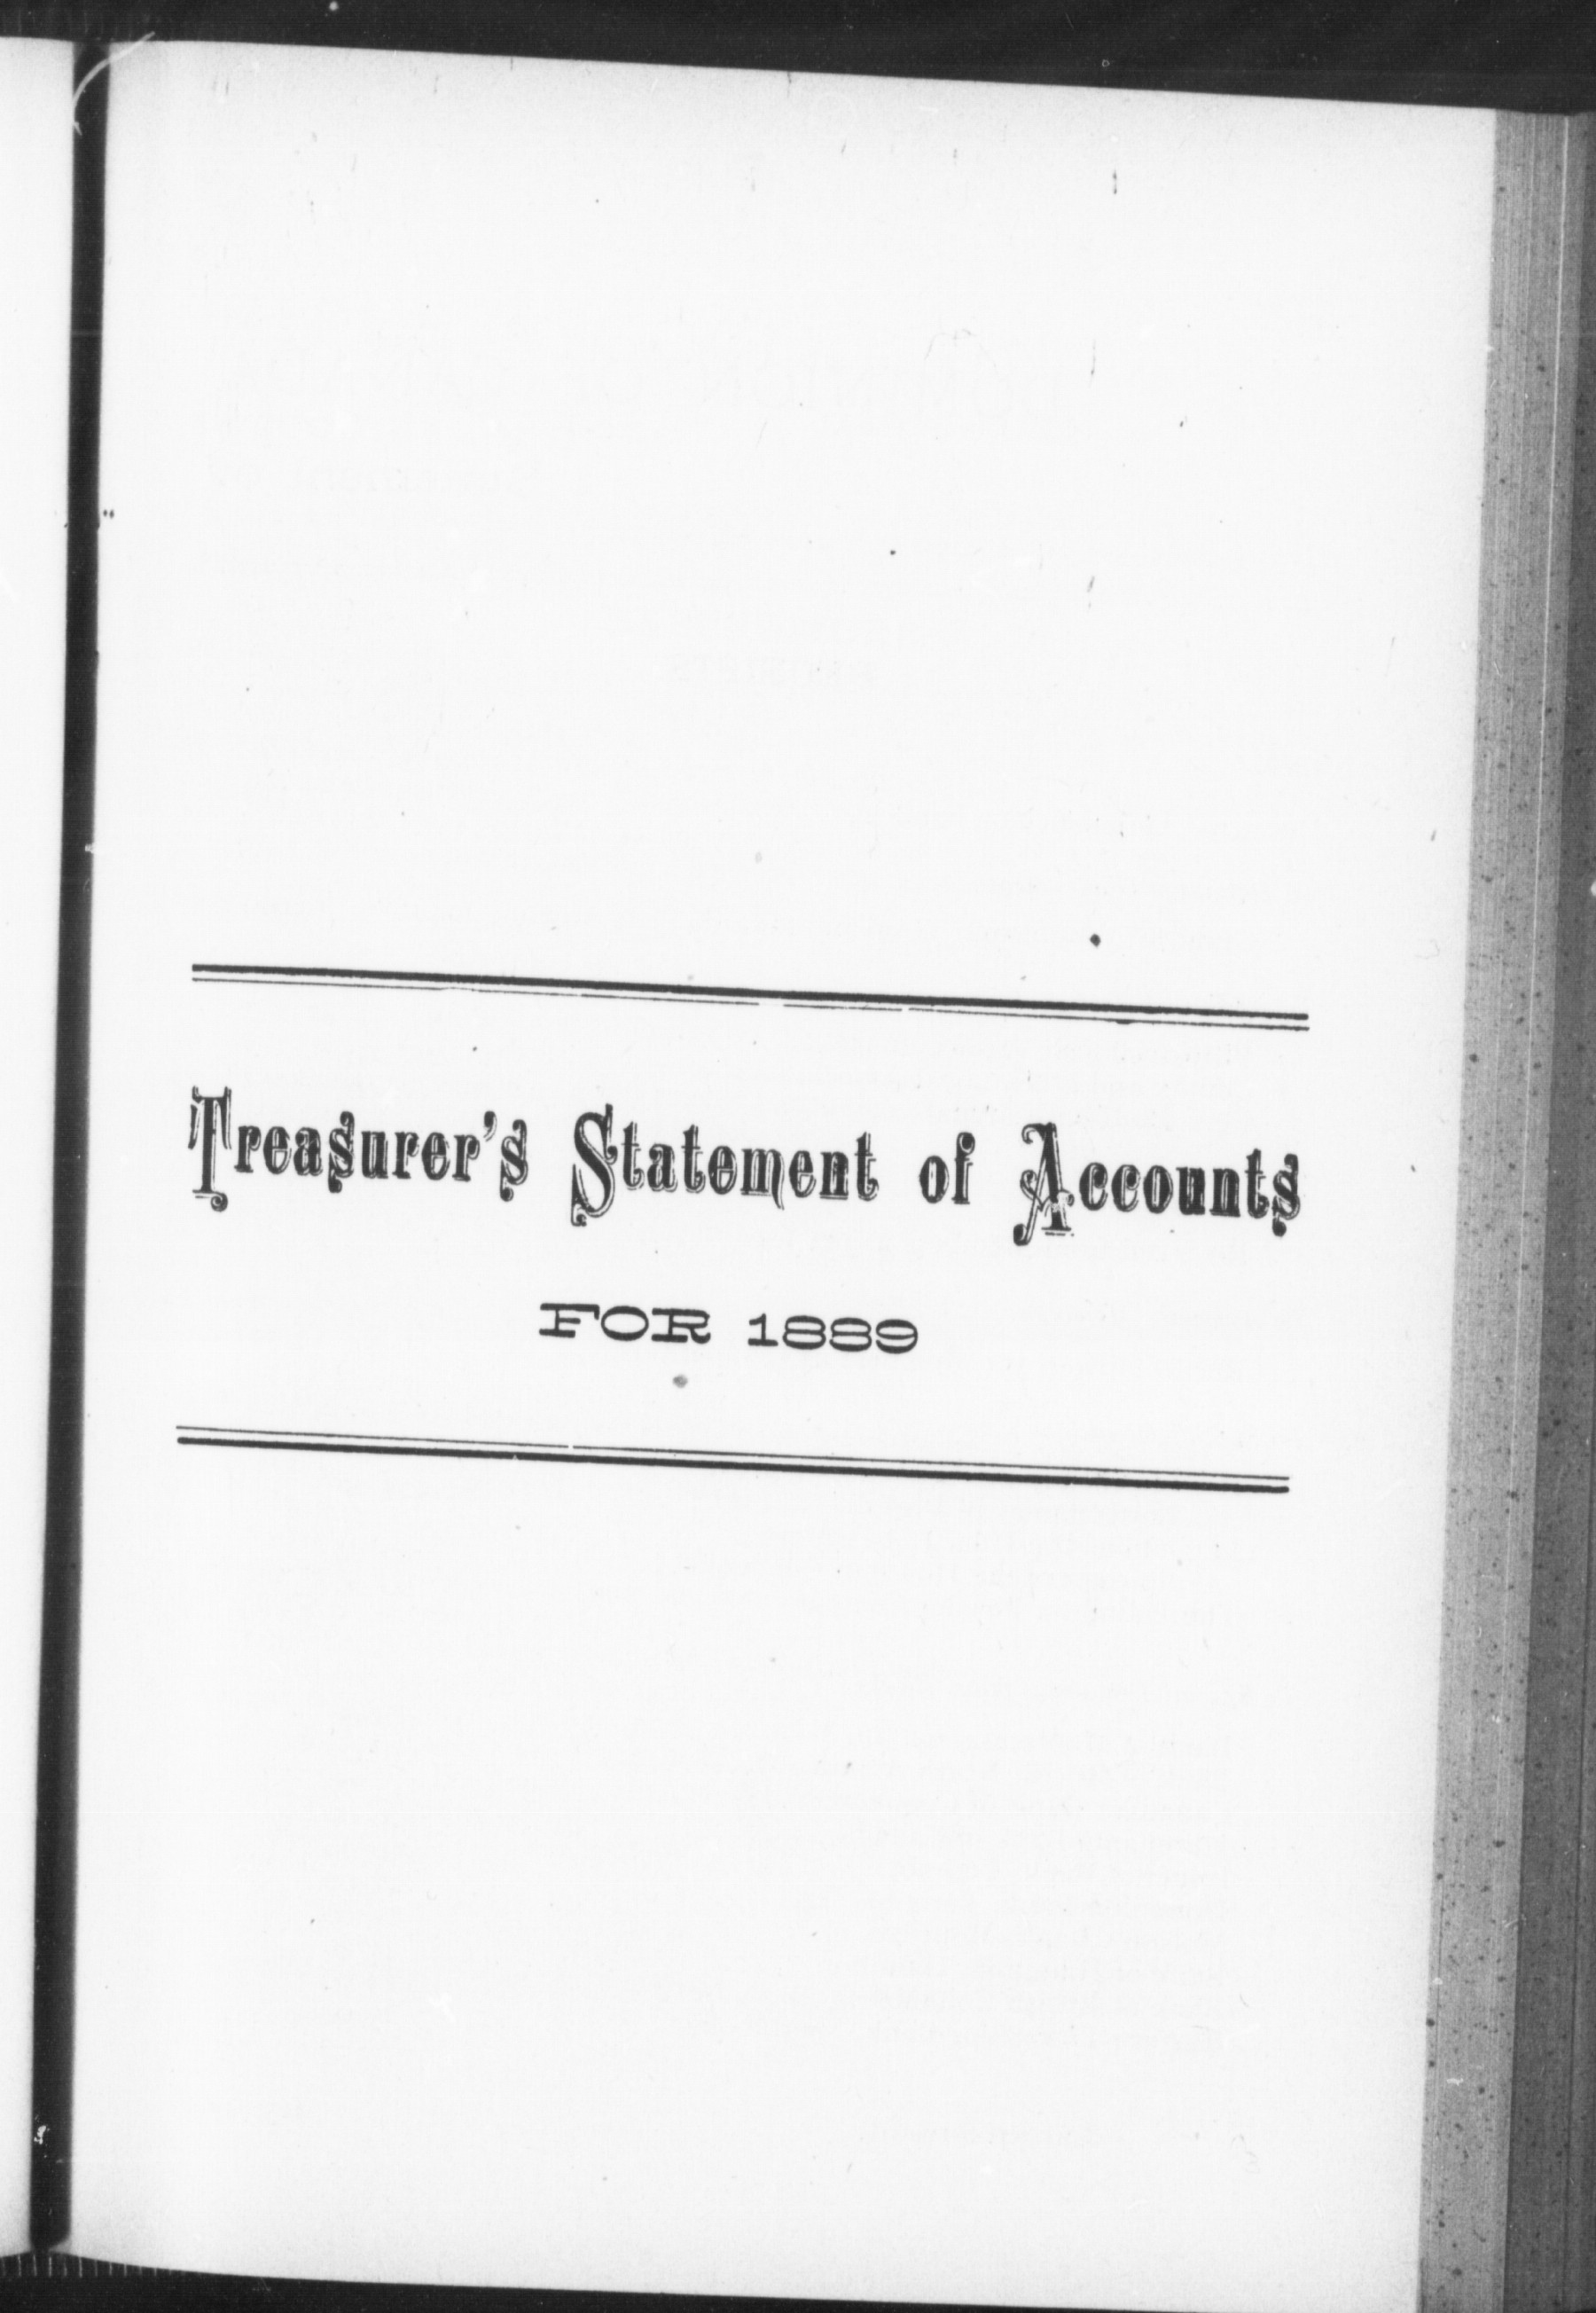 Treasurer's Statement of Accounts
FOR 1889